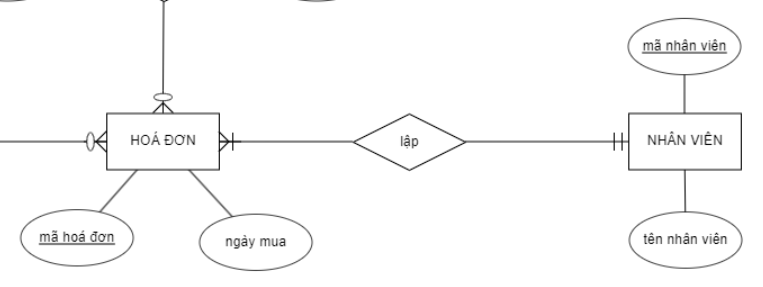 mã nhân viên
HOÁ ĐƠN
lập
NHÂN VIÊN
mã hoá đơn
ngày mua
tên nhân viên